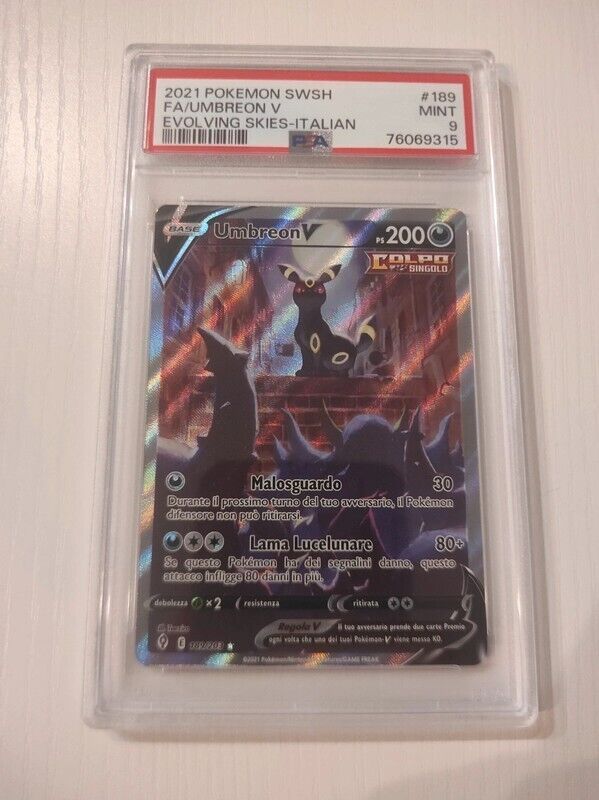 2021 POKEMON SWSH #189
FA/UMBREON V MINT
EVOLVING SKIES-ITALIAN 9
PSA 76069315
BASE Umbreon V PS 200
COLPO
SINGOLO
Malosguardo 30
Durante il prossimo turno del tuo avversario, il Pokémon
difensore non può ritirarsi.
Lama Lucelunare 80+
Se questo Pokémon ha dei segnalini danno, questo
attacco infligge 80 danni in più.
debolezza ×2 resistenza ritirata
Regola V Il tuo avversario prende due carte Premio
ogni volta che uno dei tuoi Pokémon-V viene messo KO.
189/203
©2021 Pokémon/Nintendo/Creatures/GAME FREAK